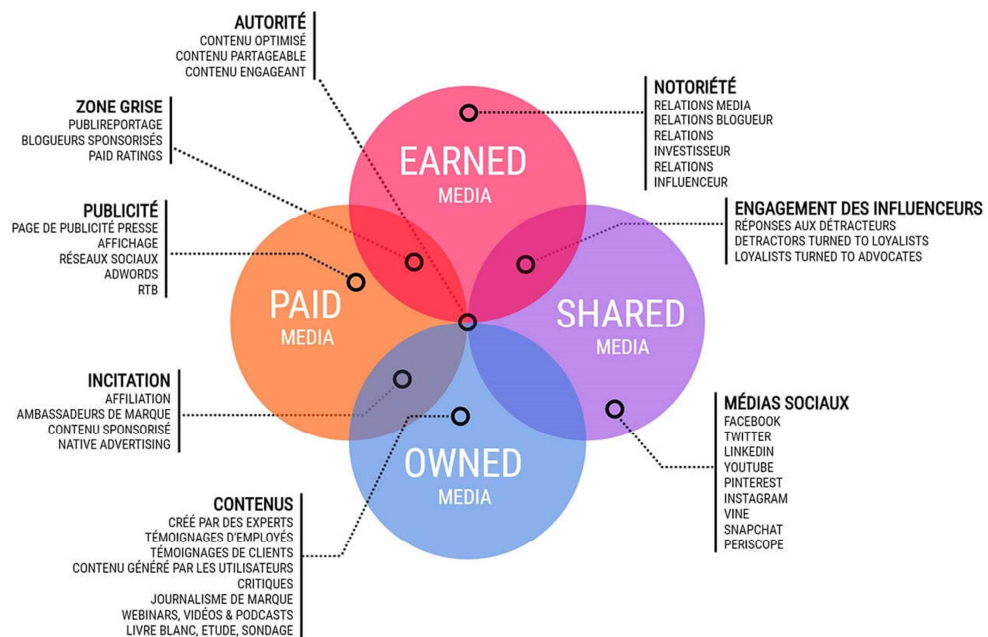 AUTORITÉ
CONTENU OPTIMISÉ
CONTENU PARTAGEABLE
CONTENU ENGAGEANT
ZONE GRISE
PUBLIREPORTAGE
BLOGUEURS SPONSORISÉS
PAID RATINGS
PUBLICITÉ
PAGE DE PUBLICITÉ PRESSE
AFFICHAGE
RÉSEAUX SOCIAUX
ADWORDS
RTB
INCITATION
AFFILIATION
AMBASSADEURS DE MARQUE
CONTENU SPONSORISÉ
NATIVE ADVERTISING
CONTENUS
CRÉÉ PAR DES EXPERTS
TÉMOIGNAGES D'EMPLOYÉS
TÉMOIGNAGES DE CLIENTS
CONTENU GÉNÉRÉ PAR LES UTILISATEURS
CRITIQUES
JOURNALISME DE MARQUE
WEBINARS, VIDÉOS & PODCASTS
LIVRE BLANC, ETUDE, SONDAGE
EARNED
MEDIA
PAID
MEDIA
SHARED
MEDIA
OWNED
MEDIA
NOTORIÉTÉ
RELATIONS MEDIA
RELATIONS BLOGUEUR
RELATIONS
INVESTISSEUR
RELATIONS
INFLUENCEUR
ENGAGEMENT DES INFLUENCEURS
RÉPONSES AUX DÉTRACTEURS
DETRACTORS TURNED TO LOYALISTS
LOYALISTS TURNED TO ADVOCATES
MÉDIAS SOCIAUX
FACEBOOK
TWITTER
LINKEDIN
YOUTUBE
PINTEREST
INSTAGRAM
VINE
SNAPCHAT
PERISCOPE